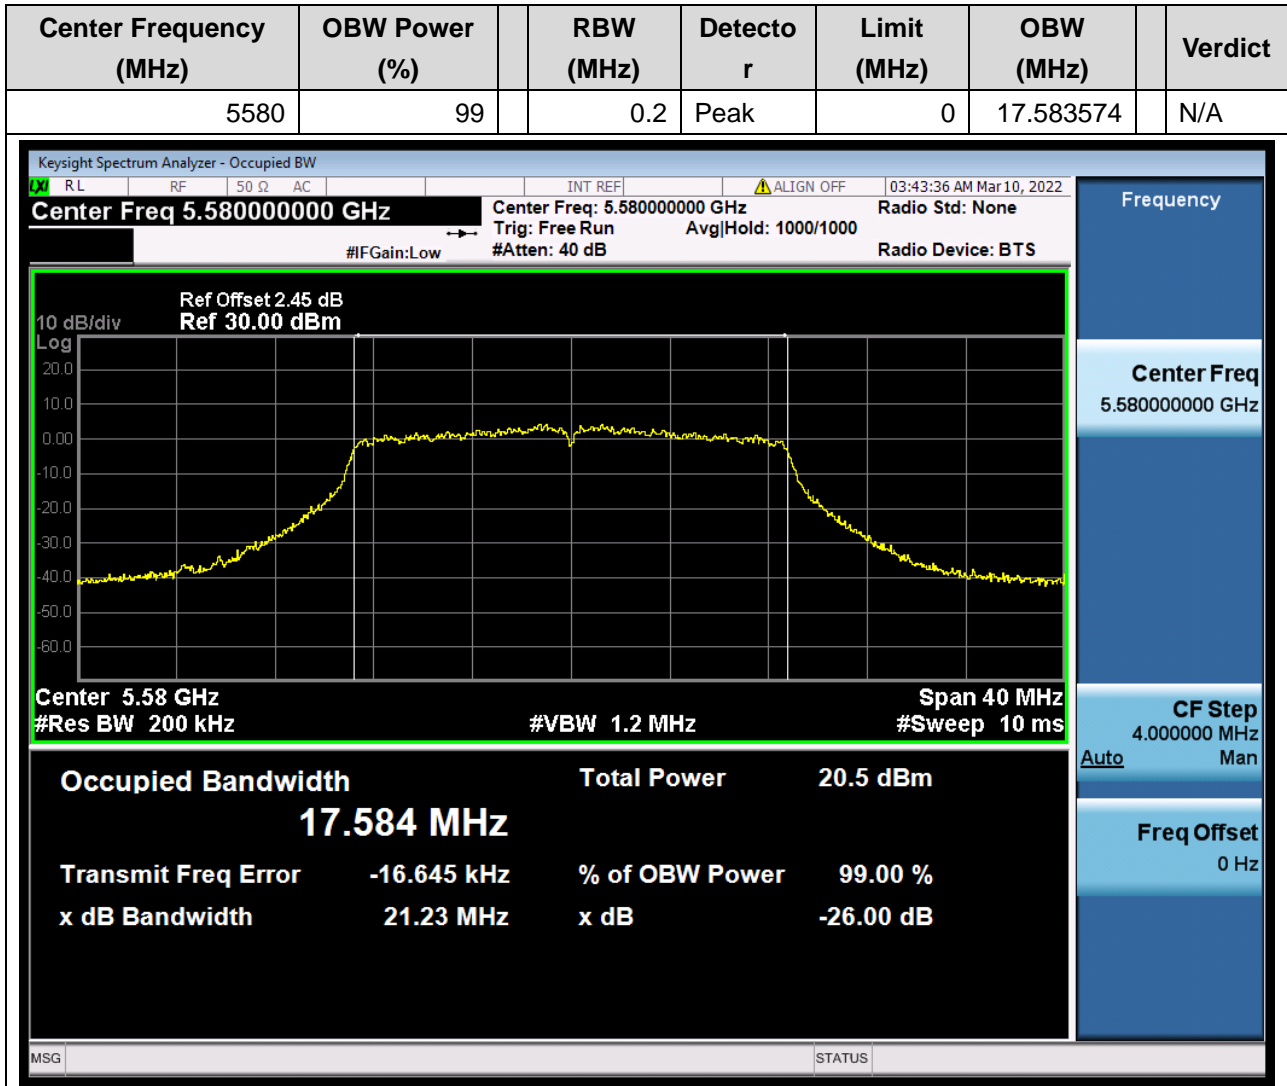 Center Frequency (MHz) OBW Power (%) RBW (MHz) Detecto r Limit (MHz) OBW (MHz) Verdict
5580 99 0.2 Peak 0 17.583574 N/A
Keysight Spectrum Analyzer - Occupied BW
LXI RL RF 50 Ω AC INT REF ALIGN OFF 03:43:36 AM Mar 10, 2022
Center Freq 5.580000000 GHz
Center Freq: 5.580000000 GHz Radio Std: None
Trig: Free Run Avg|Hold: 1000/1000
#IFGain:Low #Atten: 40 dB Radio Device: BTS
Ref Offset 2.45 dB
10 dB/div Ref 30.00 dBm
Log
20.0
10.0
0.00
-10.0
-20.0
-30.0
-40.0
-50.0
-60.0
Center 5.58 GHz Span 40 MHz
#Res BW 200 kHz #VBW 1.2 MHz #Sweep 10 ms
Occupied Bandwidth Total Power 20.5 dBm
17.584 MHz
Transmit Freq Error -16.645 kHz % of OBW Power 99.00 %
x dB Bandwidth 21.23 MHz x dB -26.00 dB
Frequency
Center Freq
5.580000000 GHz
CF Step
4.000000 MHz
Auto Man
Freq Offset
0 Hz
MSG STATUS